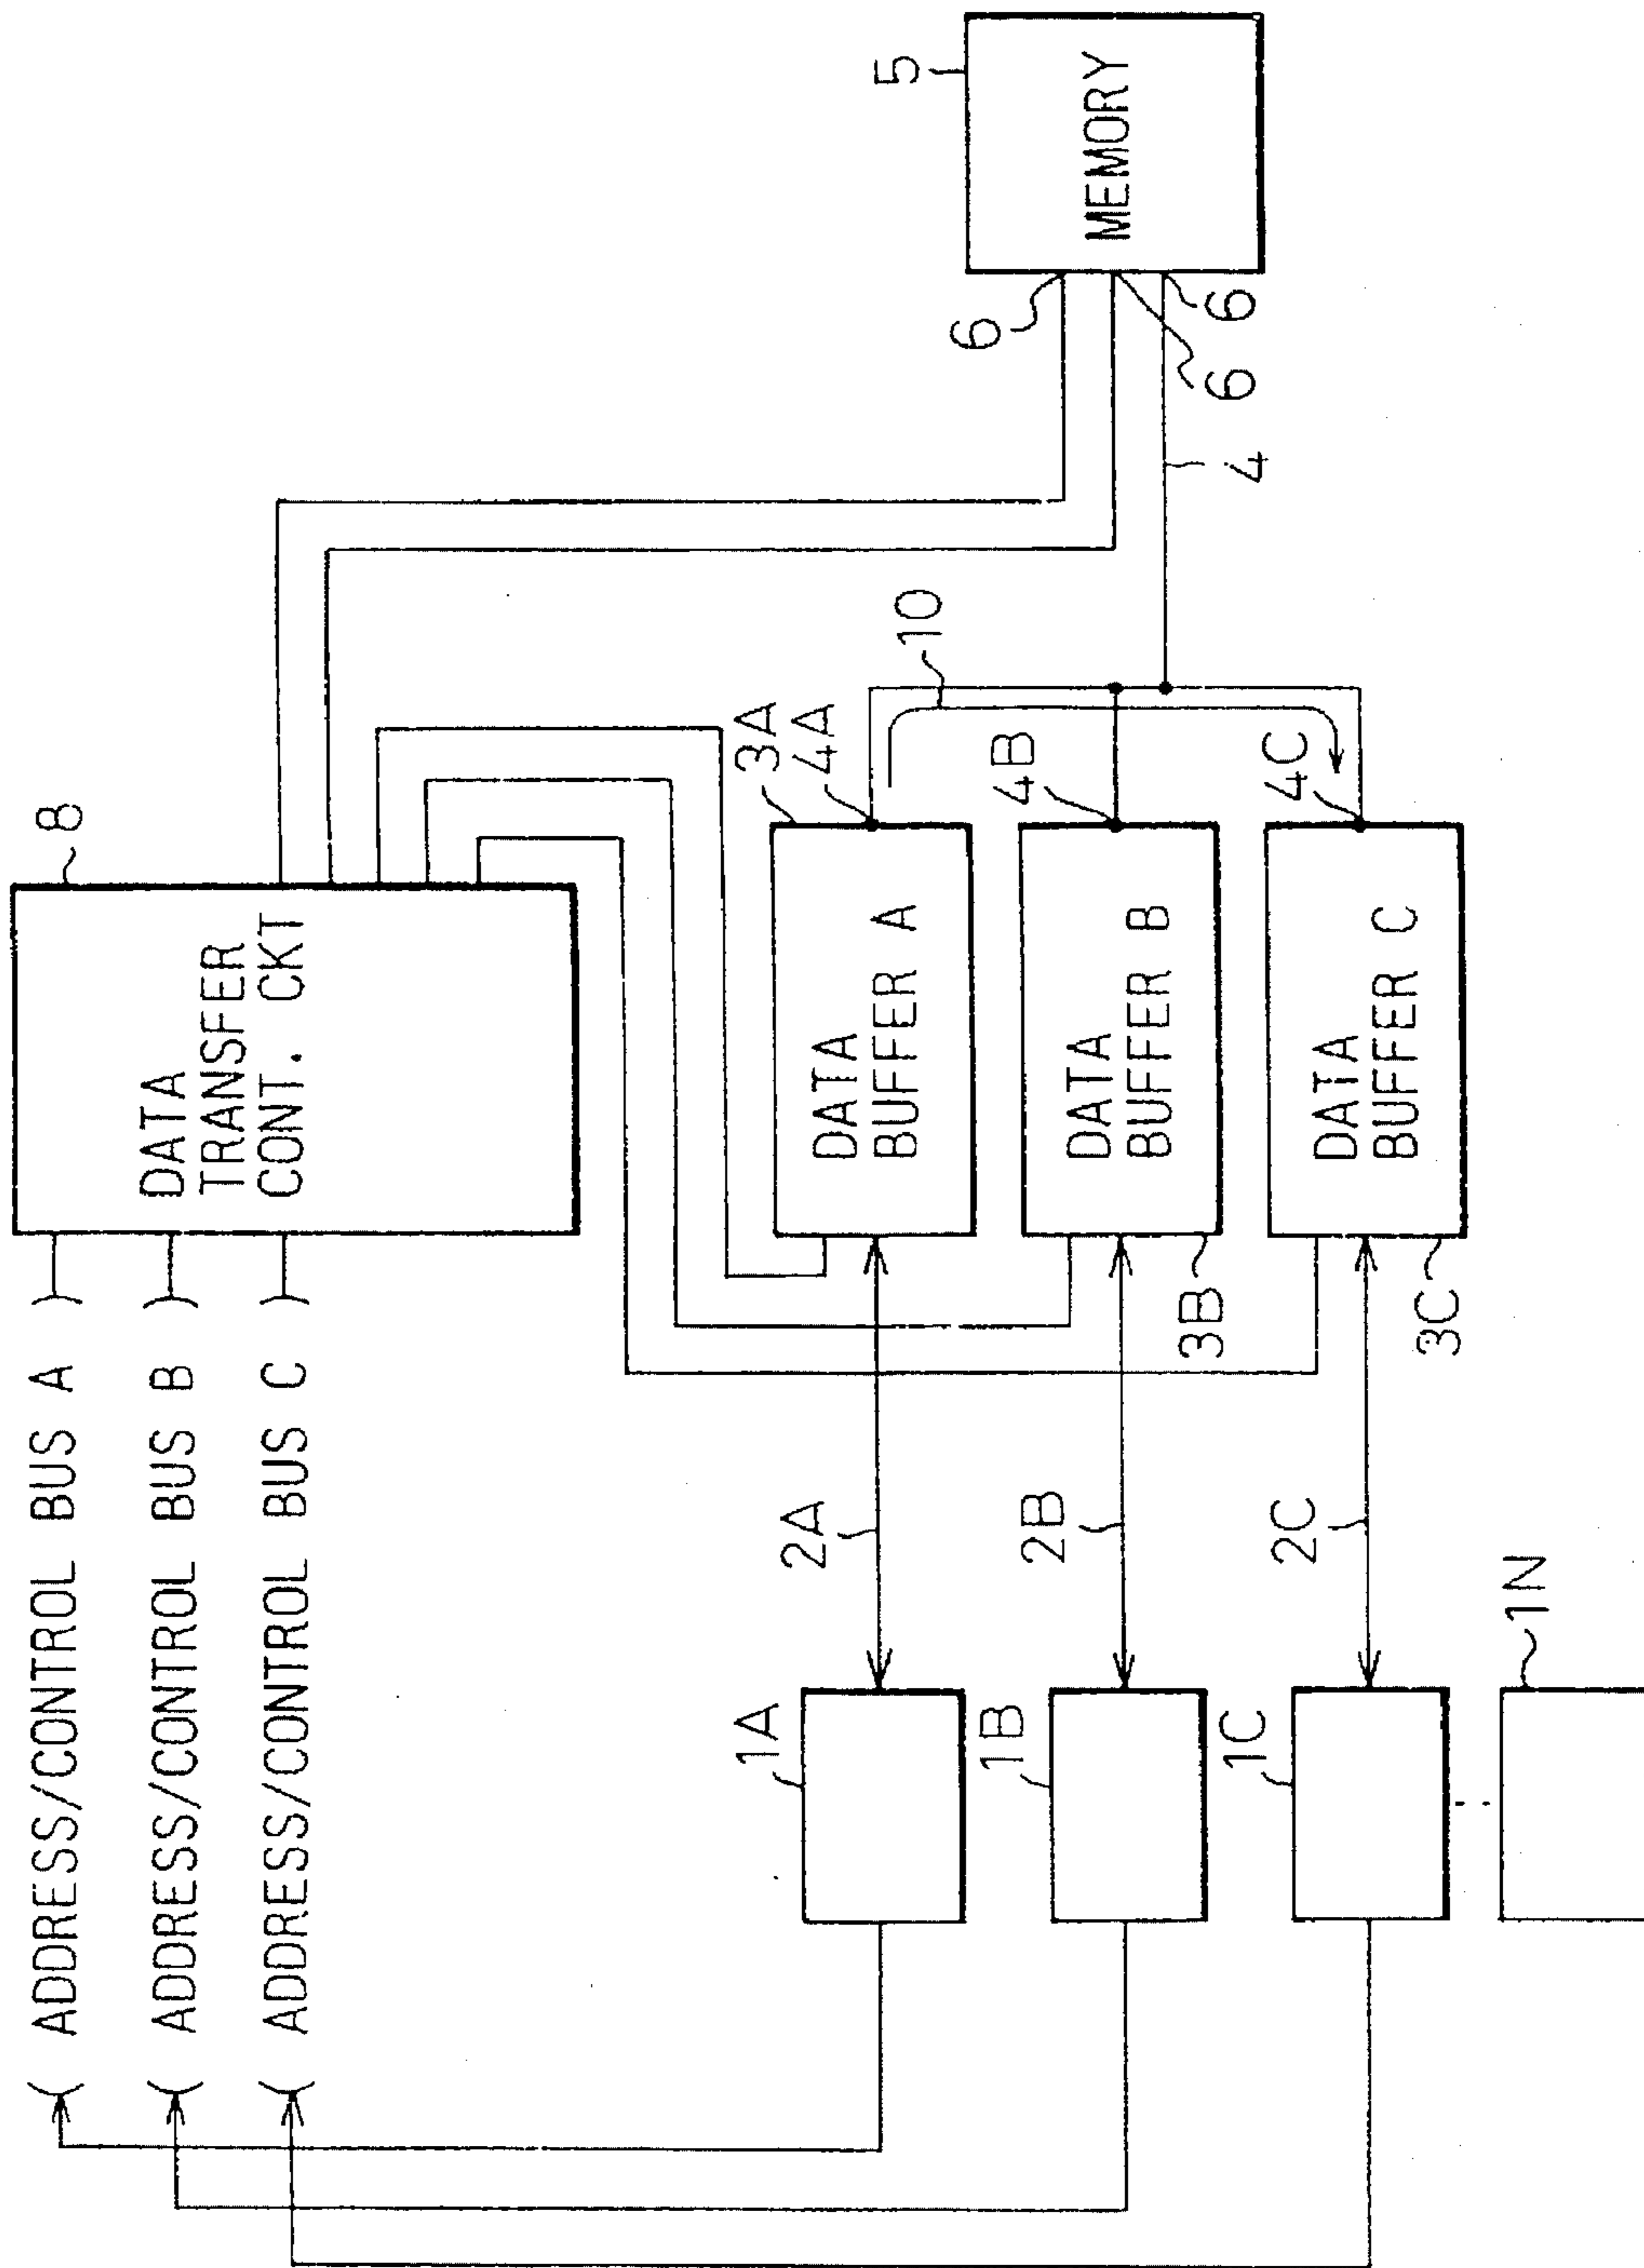 ( ADDRESS/CONTROL BUS A )
( ADDRESS/CONTROL BUS B )
( ADDRESS/CONTROL BUS C )
8
DATA
TRANSFER
CONT. CKT
5
MEMORY
6
6
6
4
10
3A
4A
DATA
BUFFER A
4B
DATA
BUFFER B
3B
4C
DATA
BUFFER C
3C
2A
2B
2C
1A
1B
1C
1N